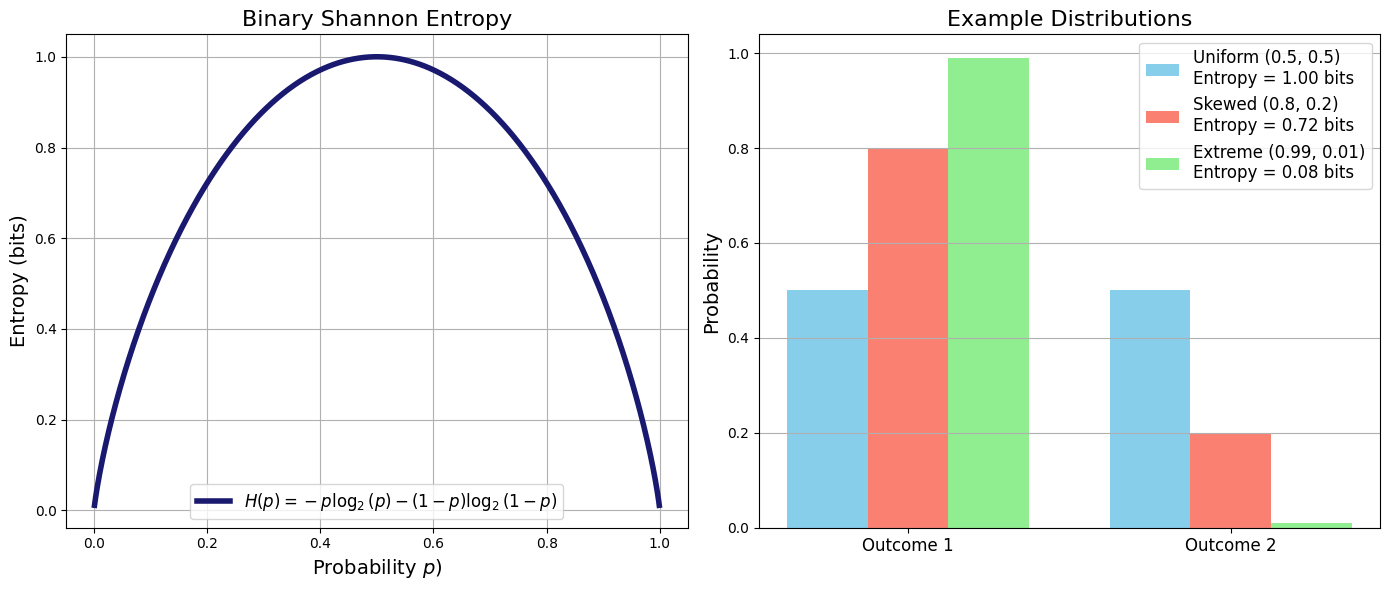 Binary Shannon Entropy
Entropy (bits)
1.0
0.8
0.6
0.4
0.2
0.0
H(p) = −p log₂ (p) − (1 − p) log₂ (1 − p)
0.0 0.2 0.4 0.6 0.8 1.0
Probability p)
Example Distributions
Probability
1.0
0.8
0.6
0.4
0.2
0.0
Uniform (0.5, 0.5)
Entropy = 1.00 bits
Skewed (0.8, 0.2)
Entropy = 0.72 bits
Extreme (0.99, 0.01)
Entropy = 0.08 bits
Outcome 1 Outcome 2